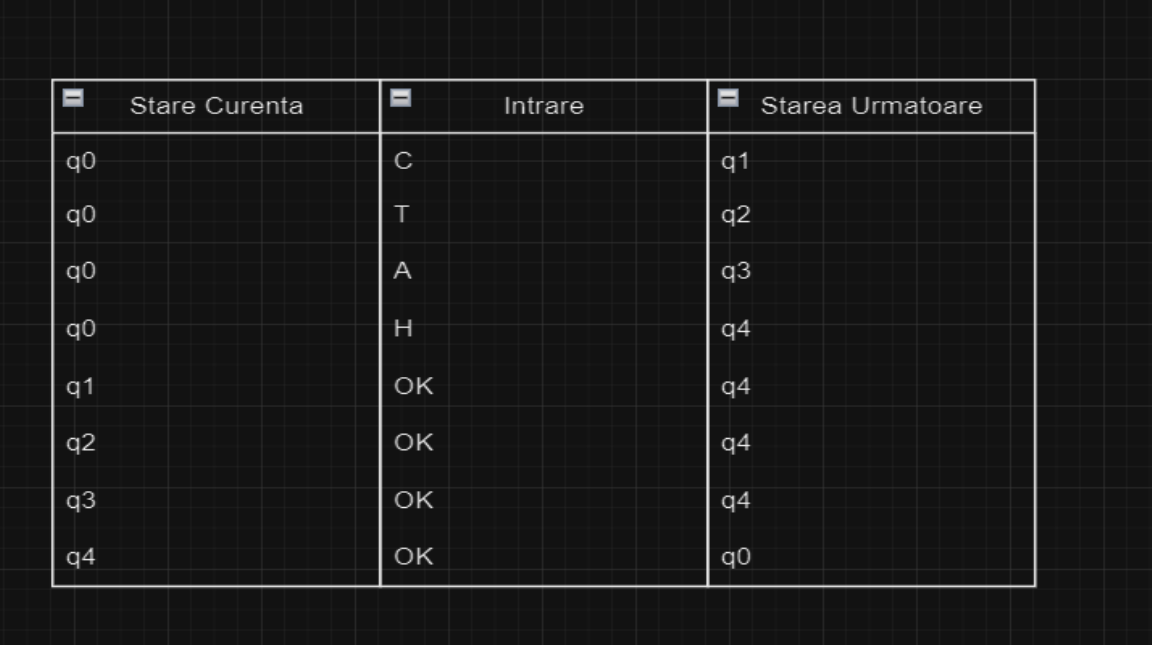 Stare Curenta Intrare Starea Urmatoare
q0 C q1
q0 T q2
q0 A q3
q0 H q4
q1 OK q4
q2 OK q4
q3 OK q4
q4 OK q0